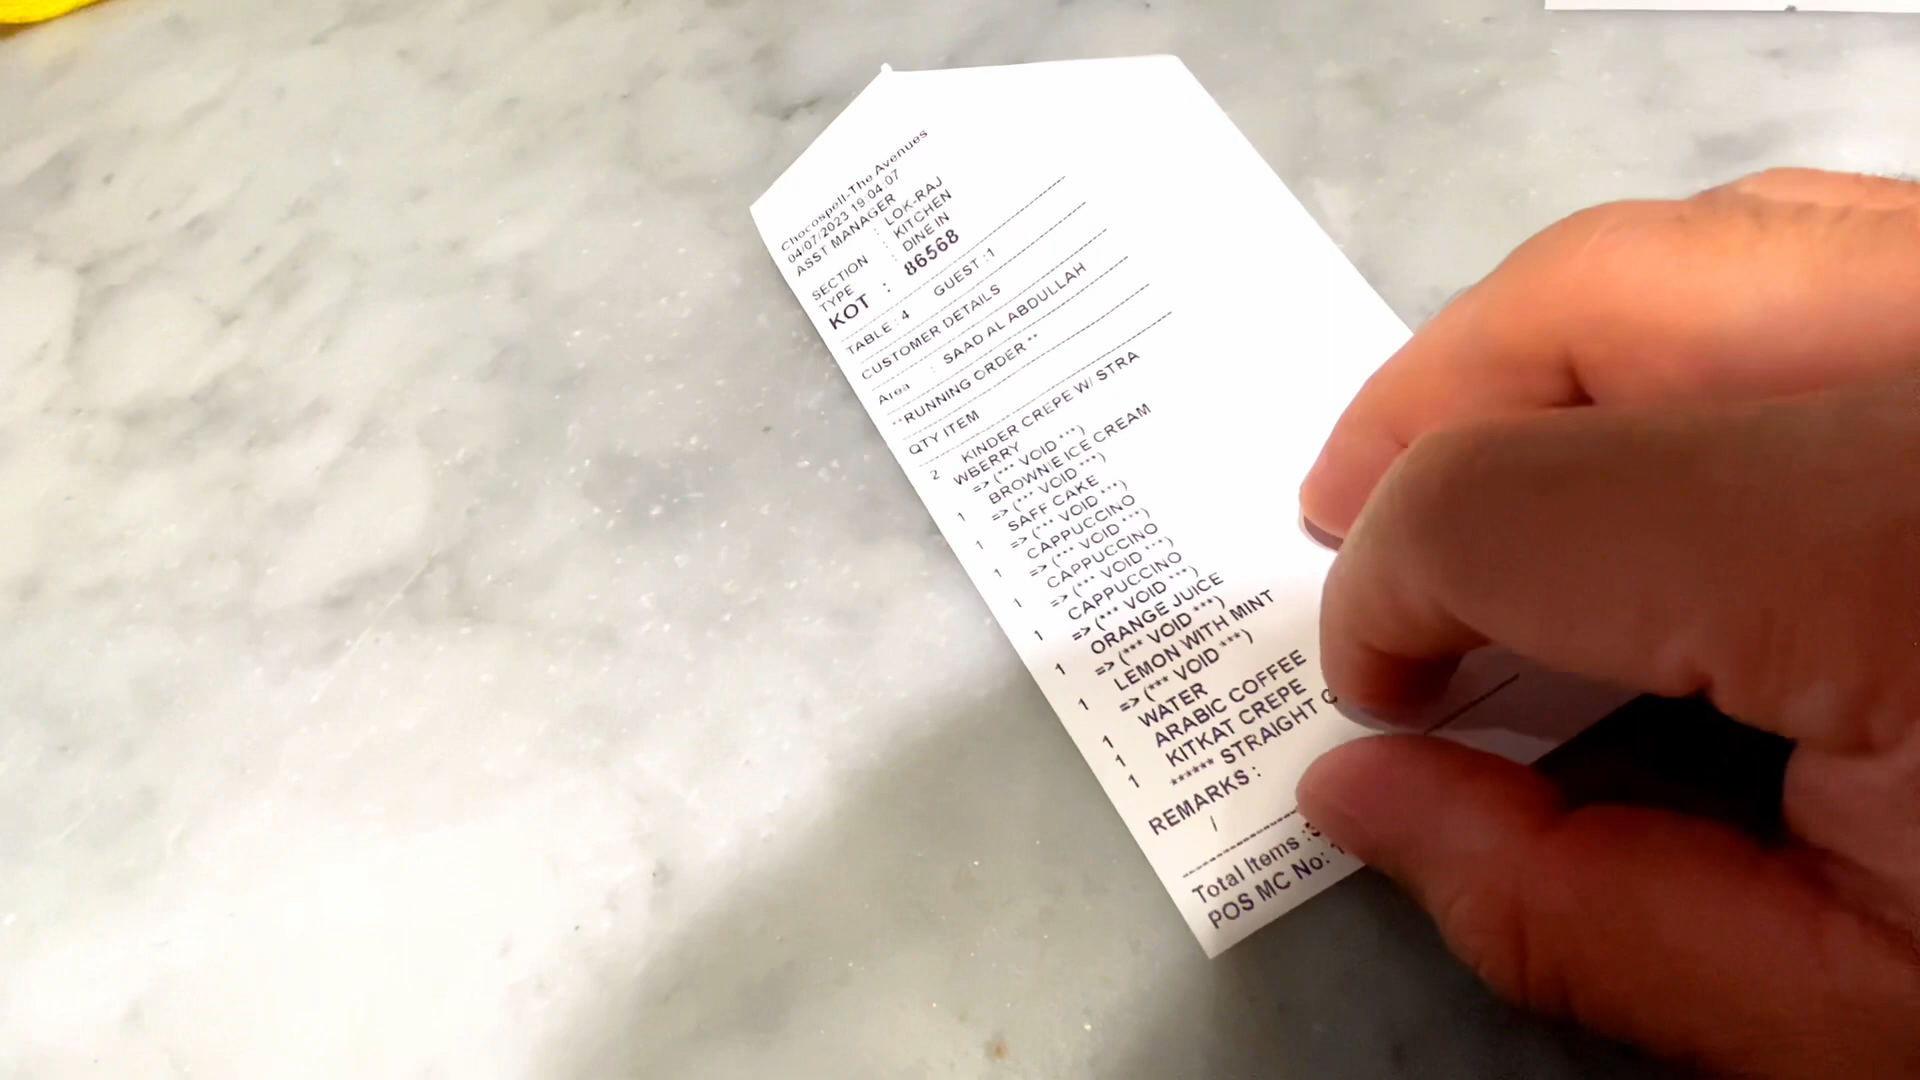 Chocospell-The Avenues
04/07/2023 19:04:07
ASST MANAGER : LOK-RAJ
SECTION : KITCHEN
TYPE : DINE IN
KOT : 86568
TABLE : 4 GUEST :1
CUSTOMER DETAILS
Area : SAAD AL ABDULLAH
**RUNNING ORDER**
QTY ITEM
2 KINDER CREPE W/ STRA
WBERRY
=> (*** VOID ***)
1 BROWNIE ICE CREAM
=> (*** VOID ***)
1 SAFF CAKE
=> (*** VOID ***)
1 CAPPUCCINO
=> (*** VOID ***)
1 CAPPUCCINO
=> (*** VOID ***)
1 CAPPUCCINO
=> (*** VOID ***)
1 ORANGE JUICE
=> (*** VOID ***)
1 LEMON WITH MINT
=> (*** VOID ***)
1 WATER
1 ARABIC COFFEE
1 KITKAT CREPE
****** STRAIGHT
REMARKS :
Total Items :
POS MC No: